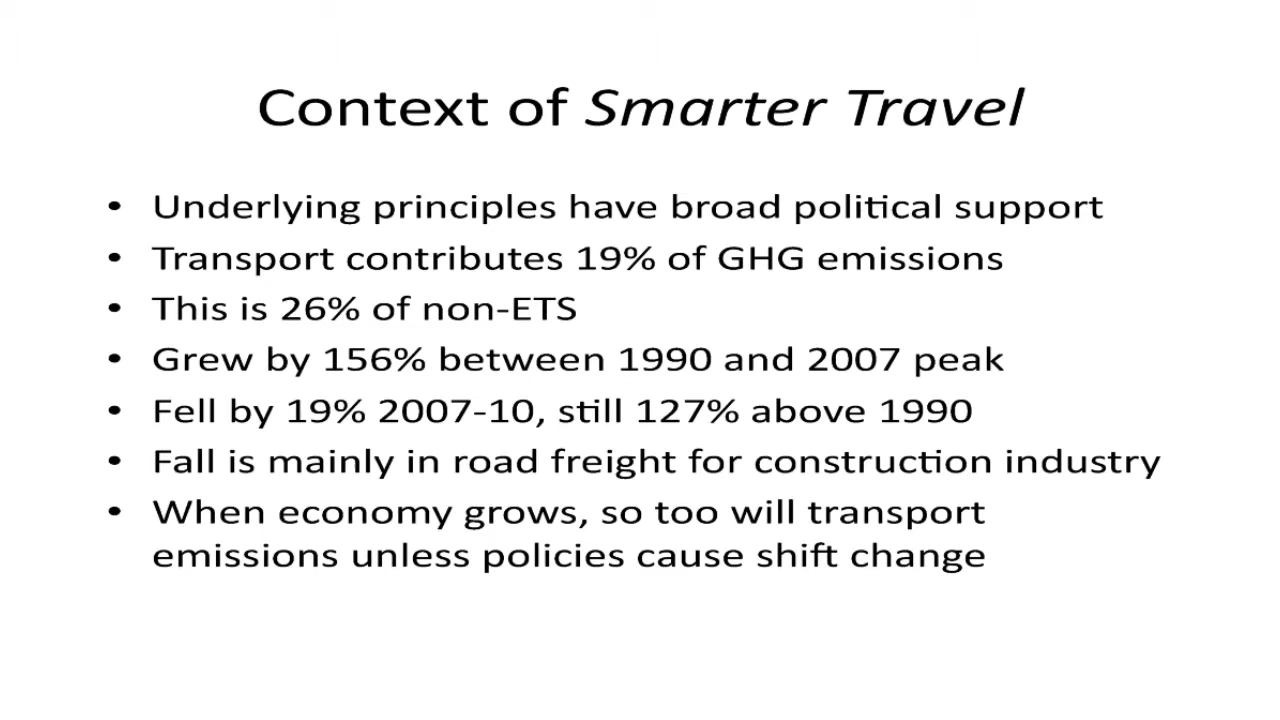 Context of Smarter Travel
• Underlying principles have broad political support
• Transport contributes 19% of GHG emissions
• This is 26% of non-ETS
• Grew by 156% between 1990 and 2007 peak
• Fell by 19% 2007-10, still 127% above 1990
• Fall is mainly in road freight for construction industry
• When economy grows, so too will transport
emissions unless policies cause shift change